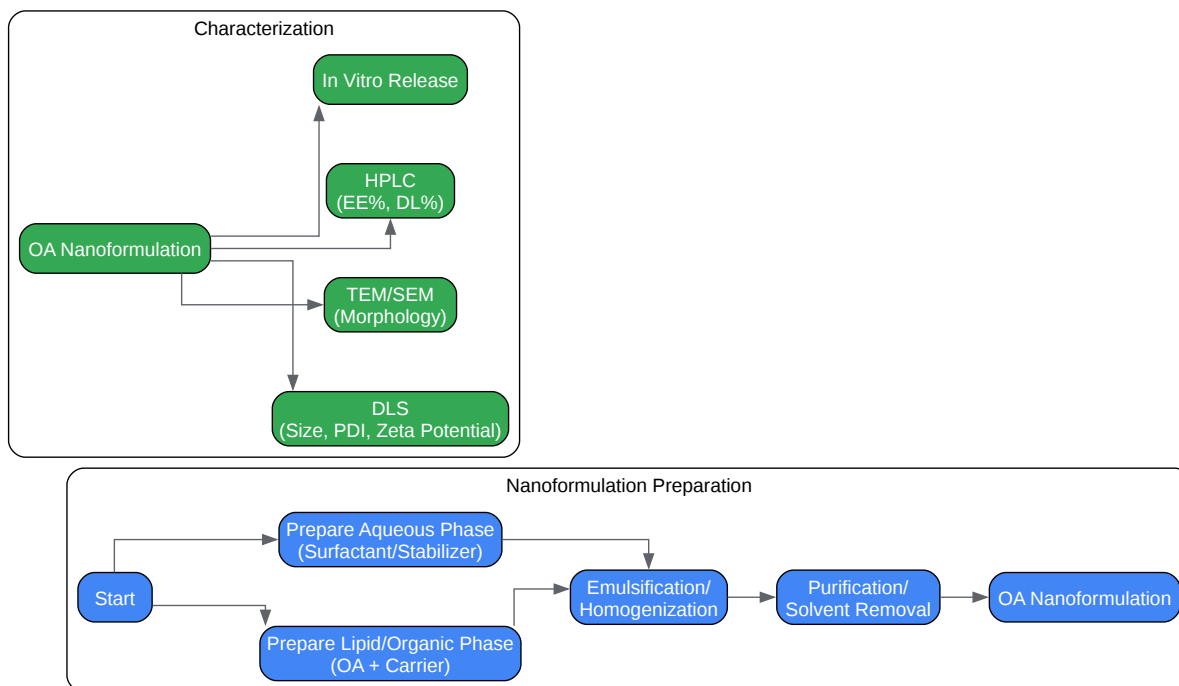 Characterization
In Vitro Release
HPLC
(EE%, DL%)
OA Nanoformulation
TEM/SEM
(Morphology)
DLS
(Size, PDI, Zeta Potential)
Nanoformulation Preparation
Prepare Aqueous Phase
(Surfactant/Stabilizer)
Start
Emulsification/
Homogenization
Purification/
Solvent Removal
OA Nanoformulation
Prepare Lipid/Organic Phase
(OA + Carrier)